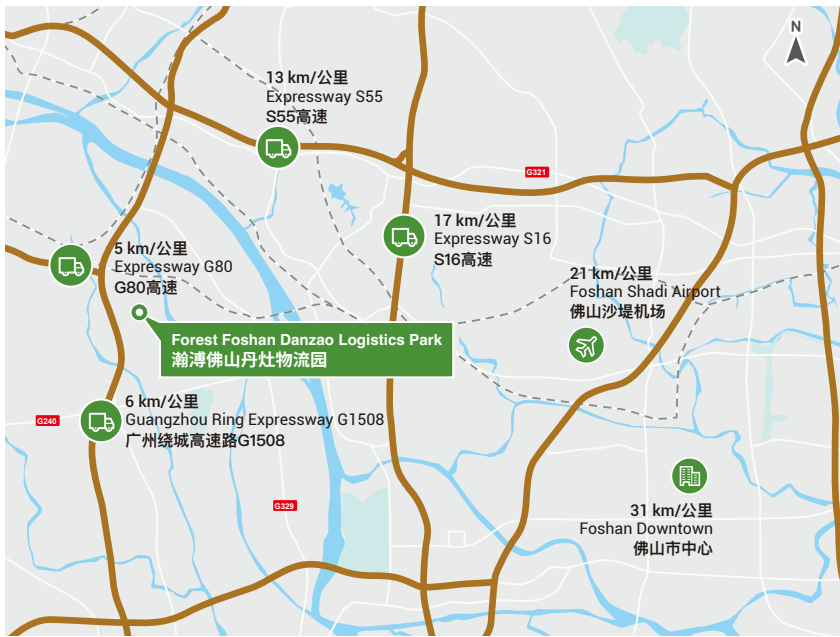 N
13 km/公里
Expressway S55
S55高速
G321
17 km/公里
Expressway S16
S16高速
5 km/公里
Expressway G80
G80高速
21 km/公里
Foshan Shadi Airport
佛山沙堤机场
Forest Foshan Danzao Logistics Park
瀚溥佛山丹灶物流园
6 km/公里
Guangzhou Ring Expressway G1508
广州绕城高速路G1508
G240
G329
31 km/公里
Foshan Downtown
佛山市中心